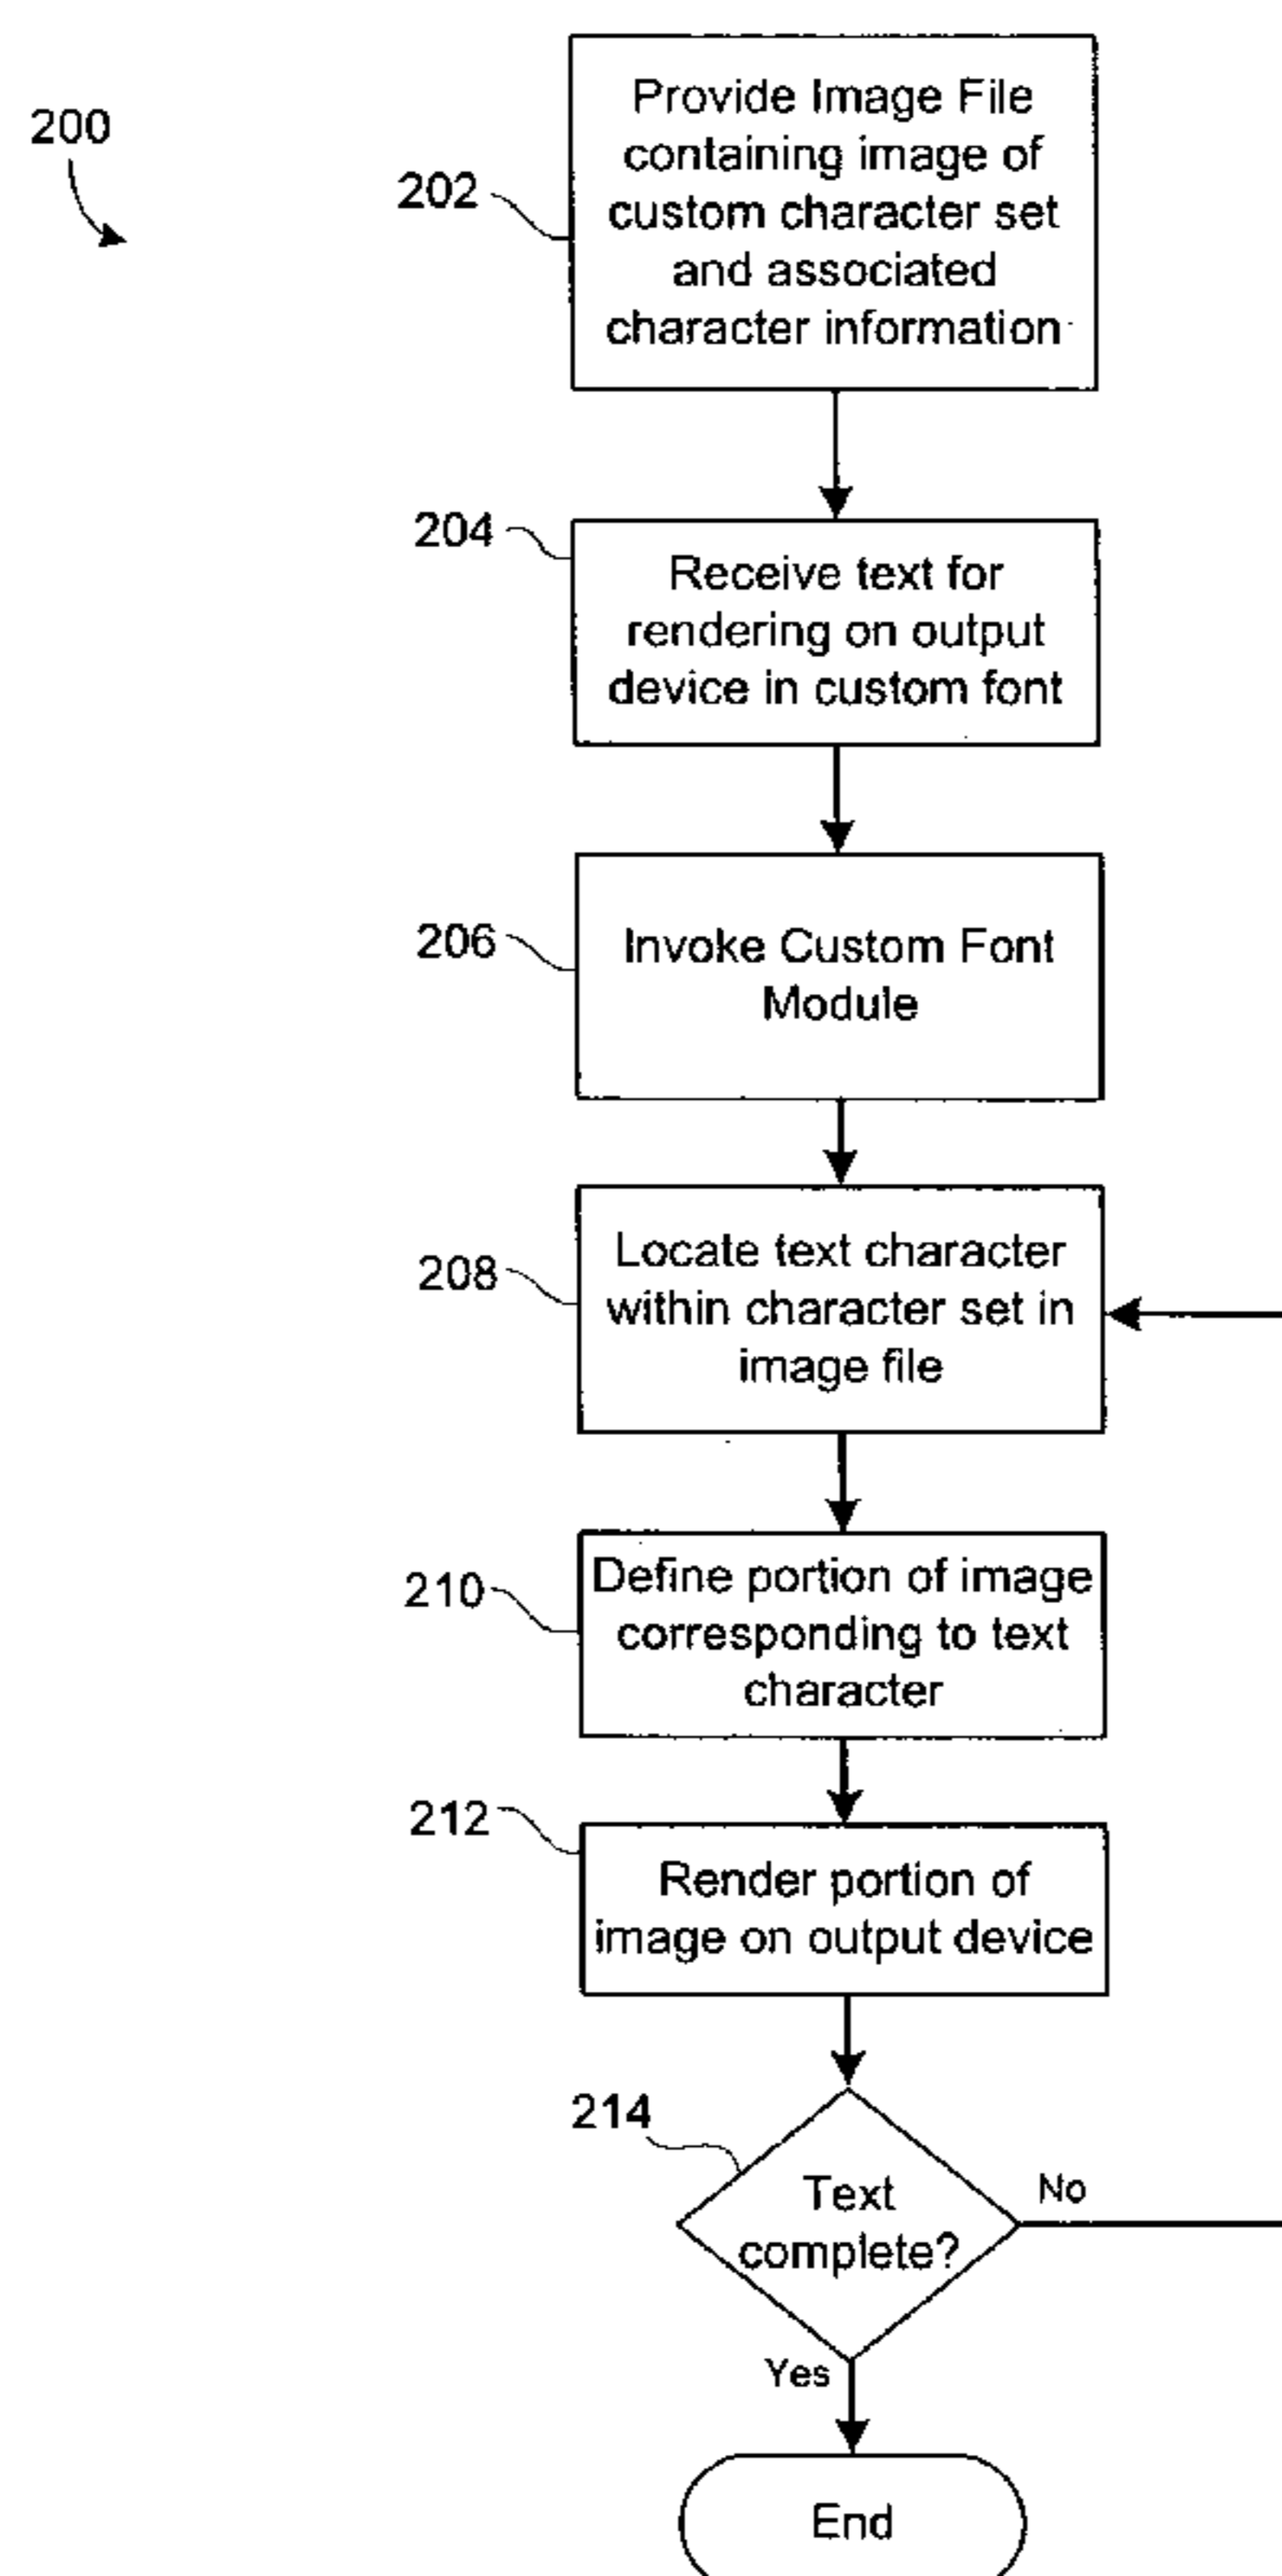 200
202
Provide Image File
containing image of
custom character set
and associated
character information
204
Receive text for
rendering on output
device in custom font
206
Invoke Custom Font
Module
208
Locate text character
within character set in
image file
210
Define portion of image
corresponding to text
character
212
Render portion of
image on output device
214
Text
complete?
No
Yes
End